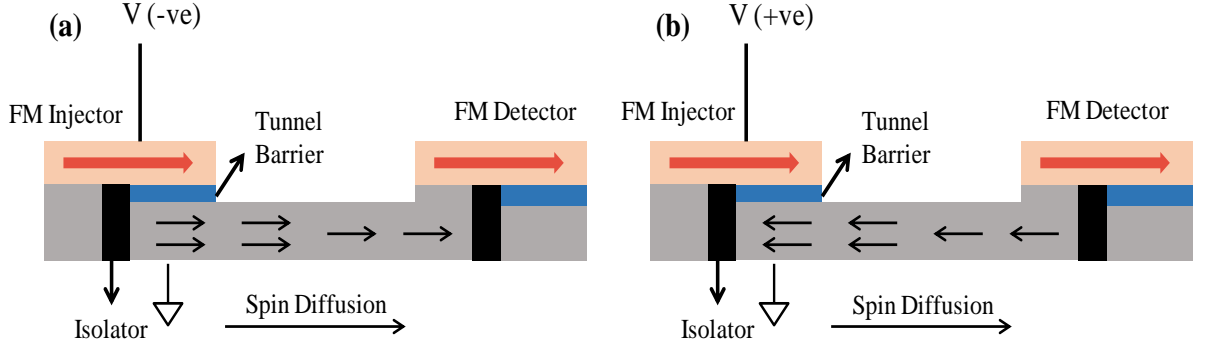 (a)
V (-ve)
FM Injector
Tunnel
Barrier
FM Detector
Isolator
Spin Diffusion
(b)
V (+ve)
FM Injector
Tunnel
Barrier
FM Detector
Isolator
Spin Diffusion